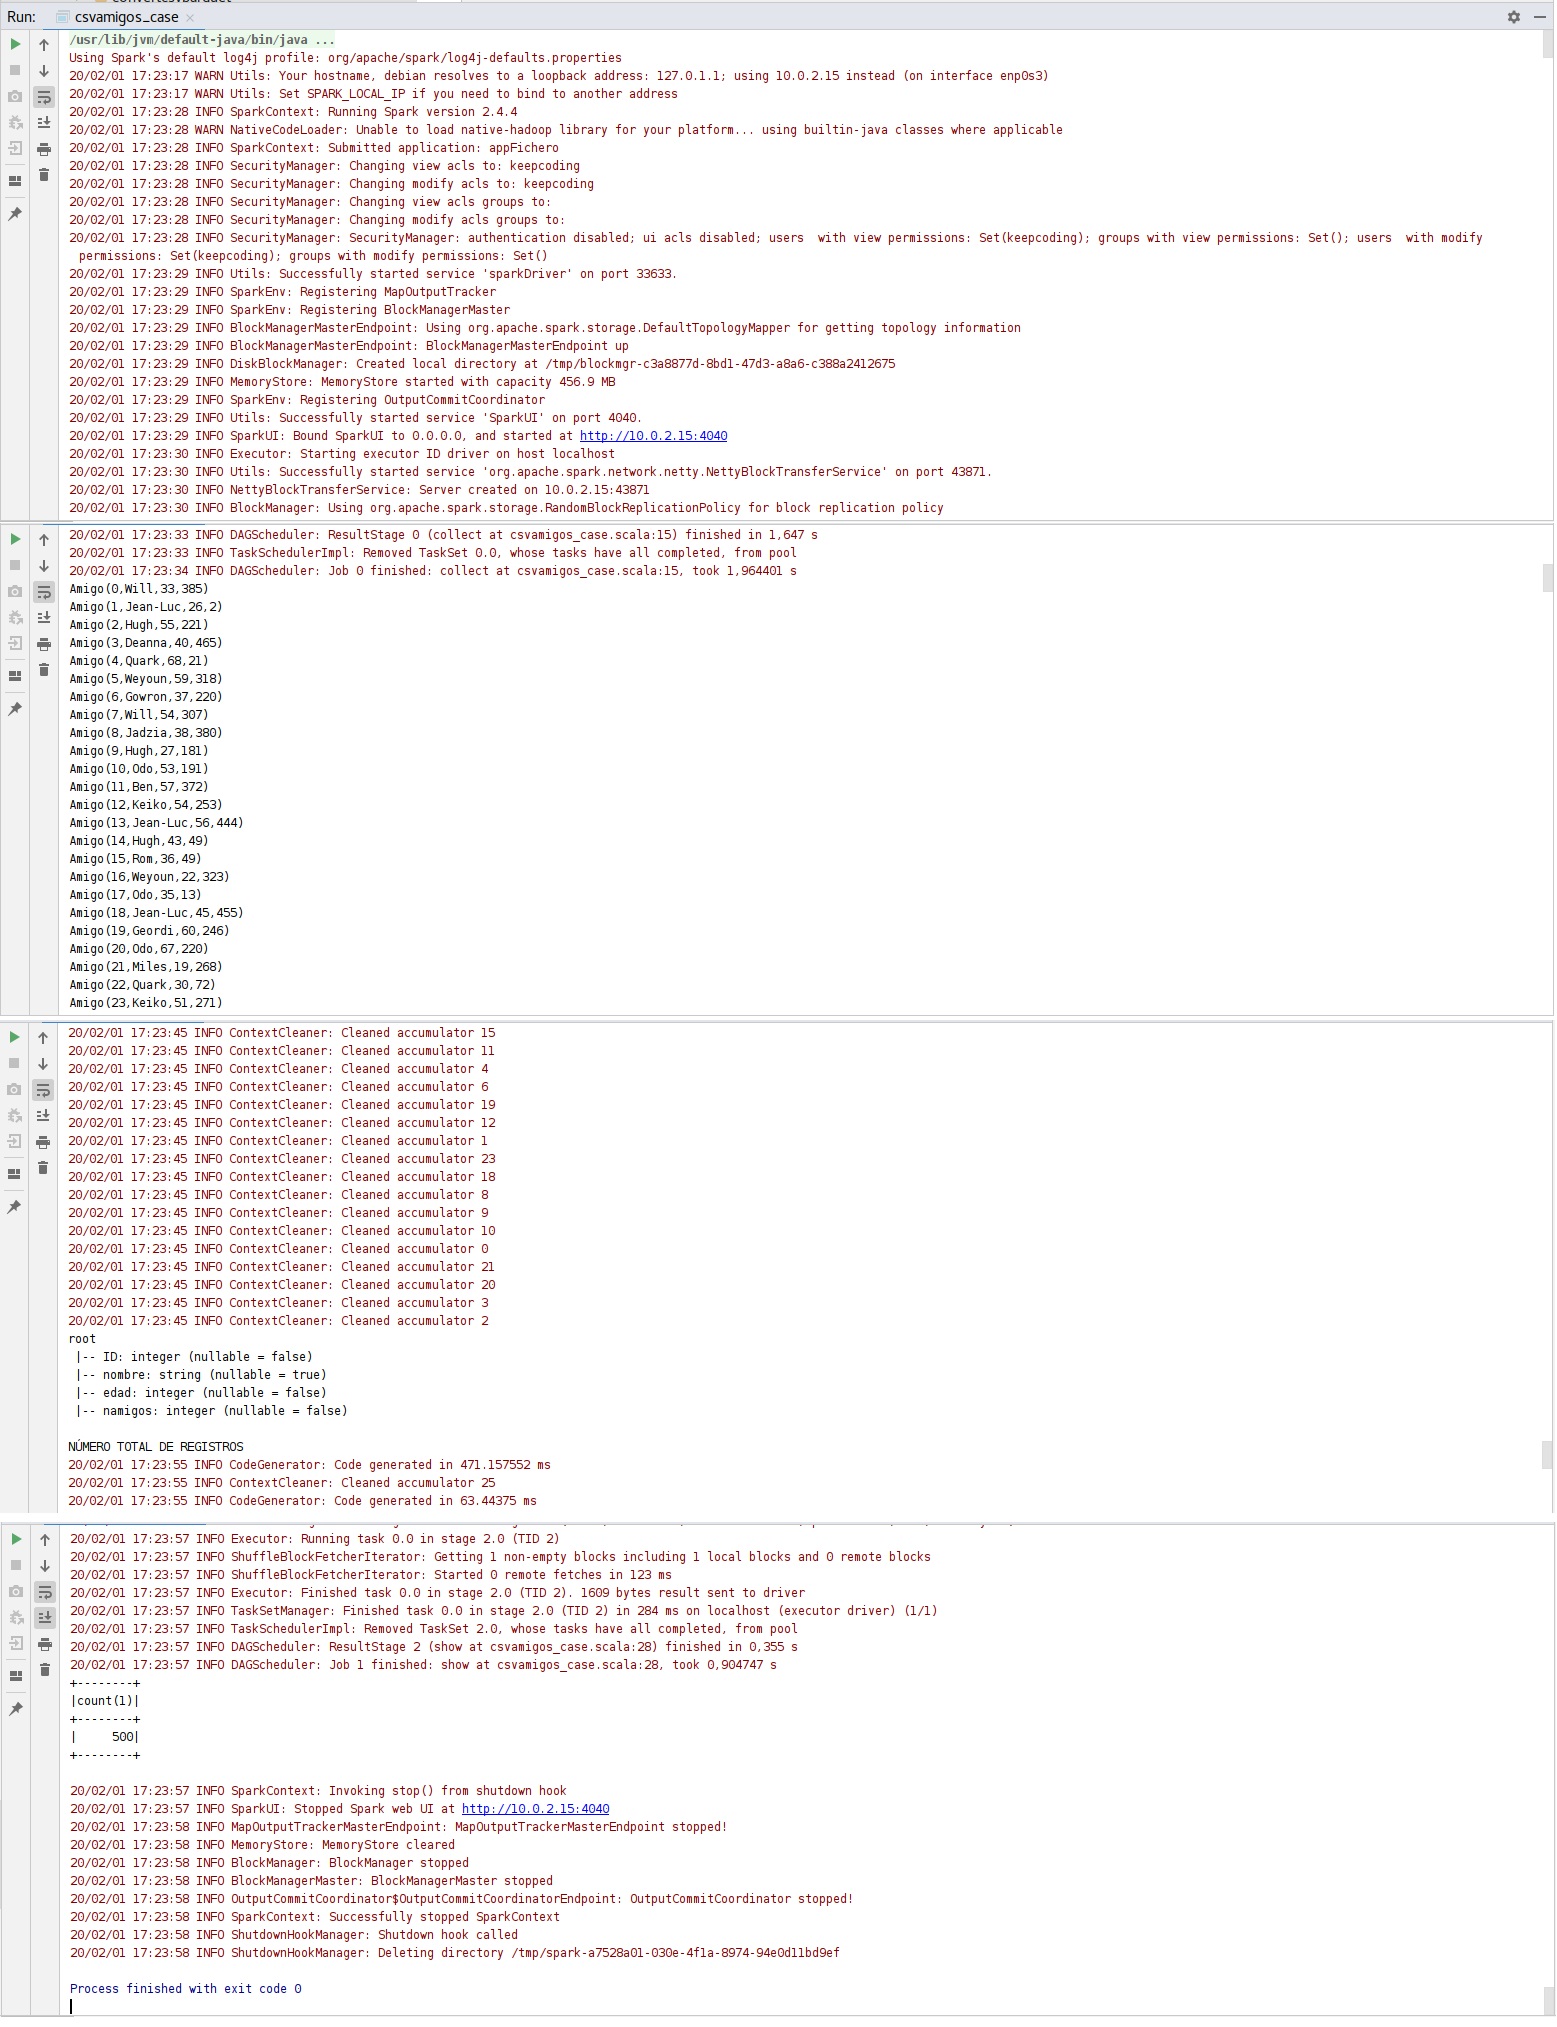 Run: csvamigos_case
/usr/lib/jvm/default-java/bin/java ...
Using Spark's default log4j profile: org/apache/spark/log4j-defaults.properties
20/02/01 17:23:17 WARN Utils: Your hostname, debian resolves to a loopback address: 127.0.1.1; using 10.0.2.15 instead (on interface enp0s3)
20/02/01 17:23:17 WARN Utils: Set SPARK_LOCAL_IP if you need to bind to another address
20/02/01 17:23:28 INFO SparkContext: Running Spark version 2.4.4
20/02/01 17:23:28 WARN NativeCodeLoader: Unable to load native-hadoop library for your platform... using builtin-java classes where applicable
20/02/01 17:23:28 INFO SparkContext: Submitted application: appFichero
20/02/01 17:23:28 INFO SecurityManager: Changing view acls to: keepcoding
20/02/01 17:23:28 INFO SecurityManager: Changing modify acls to: keepcoding
20/02/01 17:23:28 INFO SecurityManager: Changing view acls groups to:
20/02/01 17:23:28 INFO SecurityManager: Changing modify acls groups to:
20/02/01 17:23:28 INFO SecurityManager: SecurityManager: authentication disabled; ui acls disabled; users  with view permissions: Set(keepcoding); groups with view permissions: Set(); users  with modify
permissions: Set(keepcoding); groups with modify permissions: Set()
20/02/01 17:23:29 INFO Utils: Successfully started service 'sparkDriver' on port 33633.
20/02/01 17:23:29 INFO SparkEnv: Registering MapOutputTracker
20/02/01 17:23:29 INFO SparkEnv: Registering BlockManagerMaster
20/02/01 17:23:29 INFO BlockManagerMasterEndpoint: Using org.apache.spark.storage.DefaultTopologyMapper for getting topology information
20/02/01 17:23:29 INFO BlockManagerMasterEndpoint: BlockManagerMasterEndpoint up
20/02/01 17:23:29 INFO DiskBlockManager: Created local directory at /tmp/blockmgr-c3a8877d-8bd1-47d3-a8a6-c388a2412675
20/02/01 17:23:29 INFO MemoryStore: MemoryStore started with capacity 456.9 MB
20/02/01 17:23:29 INFO SparkEnv: Registering OutputCommitCoordinator
20/02/01 17:23:29 INFO Utils: Successfully started service 'SparkUI' on port 4040.
20/02/01 17:23:29 INFO SparkUI: Bound SparkUI to 0.0.0.0, and started at http://10.0.2.15:4040
20/02/01 17:23:30 INFO Executor: Starting executor ID driver on host localhost
20/02/01 17:23:30 INFO Utils: Successfully started service 'org.apache.spark.network.netty.NettyBlockTransferService' on port 43871.
20/02/01 17:23:30 INFO NettyBlockTransferService: Server created on 10.0.2.15:43871
20/02/01 17:23:30 INFO BlockManager: Using org.apache.spark.storage.RandomBlockReplicationPolicy for block replication policy
20/02/01 17:23:33 INFO DAGScheduler: ResultStage 0 (collect at csvamigos_case.scala:15) finished in 1,647 s
20/02/01 17:23:33 INFO TaskSchedulerImpl: Removed TaskSet 0.0, whose tasks have all completed, from pool
20/02/01 17:23:34 INFO DAGScheduler: Job 0 finished: collect at csvamigos_case.scala:15, took 1,964401 s
Amigo(0,Will,33,385)
Amigo(1,Jean-Luc,26,2)
Amigo(2,Hugh,55,221)
Amigo(3,Deanna,40,465)
Amigo(4,Quark,68,21)
Amigo(5,Weyoun,59,318)
Amigo(6,Gowron,37,220)
Amigo(7,Will,54,307)
Amigo(8,Jadzia,38,380)
Amigo(9,Hugh,27,181)
Amigo(10,Odo,53,191)
Amigo(11,Ben,57,372)
Amigo(12,Keiko,54,253)
Amigo(13,Jean-Luc,56,444)
Amigo(14,Hugh,43,49)
Amigo(15,Rom,36,49)
Amigo(16,Weyoun,22,323)
Amigo(17,Odo,35,13)
Amigo(18,Jean-Luc,45,455)
Amigo(19,Geordi,60,246)
Amigo(20,Odo,67,220)
Amigo(21,Miles,19,268)
Amigo(22,Quark,30,72)
Amigo(23,Keiko,51,271)
20/02/01 17:23:45 INFO ContextCleaner: Cleaned accumulator 15
20/02/01 17:23:45 INFO ContextCleaner: Cleaned accumulator 11
20/02/01 17:23:45 INFO ContextCleaner: Cleaned accumulator 4
20/02/01 17:23:45 INFO ContextCleaner: Cleaned accumulator 6
20/02/01 17:23:45 INFO ContextCleaner: Cleaned accumulator 19
20/02/01 17:23:45 INFO ContextCleaner: Cleaned accumulator 12
20/02/01 17:23:45 INFO ContextCleaner: Cleaned accumulator 1
20/02/01 17:23:45 INFO ContextCleaner: Cleaned accumulator 23
20/02/01 17:23:45 INFO ContextCleaner: Cleaned accumulator 18
20/02/01 17:23:45 INFO ContextCleaner: Cleaned accumulator 8
20/02/01 17:23:45 INFO ContextCleaner: Cleaned accumulator 9
20/02/01 17:23:45 INFO ContextCleaner: Cleaned accumulator 10
20/02/01 17:23:45 INFO ContextCleaner: Cleaned accumulator 0
20/02/01 17:23:45 INFO ContextCleaner: Cleaned accumulator 21
20/02/01 17:23:45 INFO ContextCleaner: Cleaned accumulator 20
20/02/01 17:23:45 INFO ContextCleaner: Cleaned accumulator 3
20/02/01 17:23:45 INFO ContextCleaner: Cleaned accumulator 2
root
|-- ID: integer (nullable = false)
|-- nombre: string (nullable = true)
|-- edad: integer (nullable = false)
|-- namigos: integer (nullable = false)
NÚMERO TOTAL DE REGISTROS
20/02/01 17:23:55 INFO CodeGenerator: Code generated in 471.157552 ms
20/02/01 17:23:55 INFO ContextCleaner: Cleaned accumulator 25
20/02/01 17:23:55 INFO CodeGenerator: Code generated in 63.44375 ms
20/02/01 17:23:57 INFO Executor: Running task 0.0 in stage 2.0 (TID 2)
20/02/01 17:23:57 INFO ShuffleBlockFetcherIterator: Getting 1 non-empty blocks including 1 local blocks and 0 remote blocks
20/02/01 17:23:57 INFO ShuffleBlockFetcherIterator: Started 0 remote fetches in 123 ms
20/02/01 17:23:57 INFO Executor: Finished task 0.0 in stage 2.0 (TID 2). 1609 bytes result sent to driver
20/02/01 17:23:57 INFO TaskSetManager: Finished task 0.0 in stage 2.0 (TID 2) in 284 ms on localhost (executor driver) (1/1)
20/02/01 17:23:57 INFO TaskSchedulerImpl: Removed TaskSet 2.0, whose tasks have all completed, from pool
20/02/01 17:23:57 INFO DAGScheduler: ResultStage 2 (show at csvamigos_case.scala:28) finished in 0,355 s
20/02/01 17:23:57 INFO DAGScheduler: Job 1 finished: show at csvamigos_case.scala:28, took 0,904747 s
+--------+
|count(1)|
+--------+
|     500|
+--------+
20/02/01 17:23:57 INFO SparkContext: Invoking stop() from shutdown hook
20/02/01 17:23:57 INFO SparkUI: Stopped Spark web UI at http://10.0.2.15:4040
20/02/01 17:23:58 INFO MapOutputTrackerMasterEndpoint: MapOutputTrackerMasterEndpoint stopped!
20/02/01 17:23:58 INFO MemoryStore: MemoryStore cleared
20/02/01 17:23:58 INFO BlockManager: BlockManager stopped
20/02/01 17:23:58 INFO BlockManagerMaster: BlockManagerMaster stopped
20/02/01 17:23:58 INFO OutputCommitCoordinator$OutputCommitCoordinatorEndpoint: OutputCommitCoordinator stopped!
20/02/01 17:23:58 INFO SparkContext: Successfully stopped SparkContext
20/02/01 17:23:58 INFO ShutdownHookManager: Shutdown hook called
20/02/01 17:23:58 INFO ShutdownHookManager: Deleting directory /tmp/spark-a7528a01-030e-4f1a-8974-94e0d11bd9ef
Process finished with exit code 0